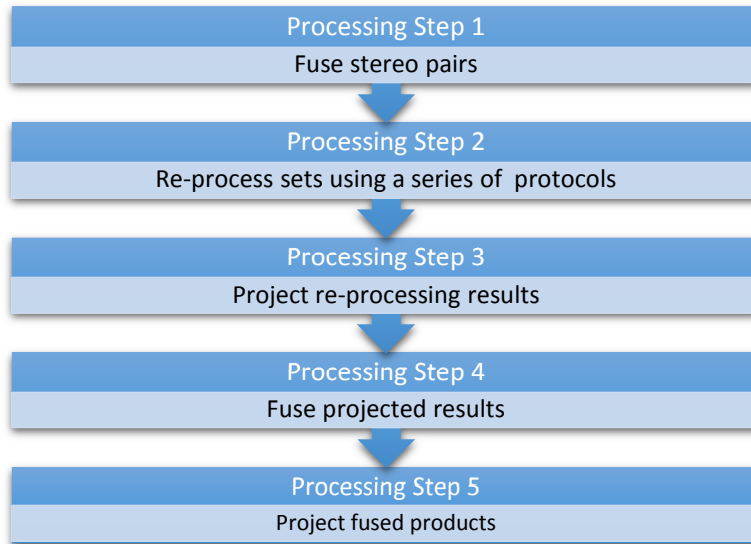 Processing Step 1
Fuse stereo pairs
Processing Step 2
Re-process sets using a series of protocols
Processing Step 3
Project re-processing results
Processing Step 4
Fuse projected results
Processing Step 5
Project fused products